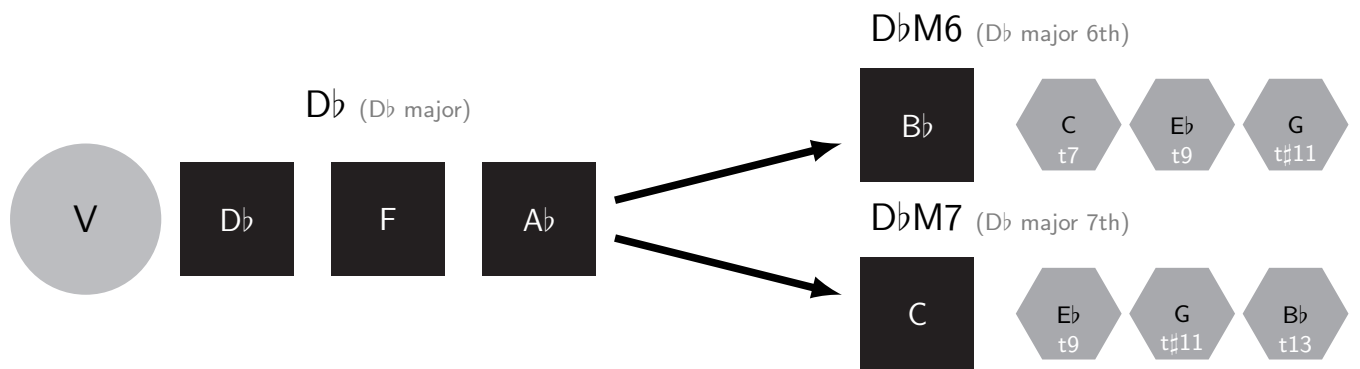 D♭M6 (D♭ major 6th)
D♭ (D♭ major)
B♭
C
t7
E♭
t9
G
t♯11
V
D♭
F
A♭
D♭M7 (D♭ major 7th)
C
E♭
t9
G
t♯11
B♭
t13